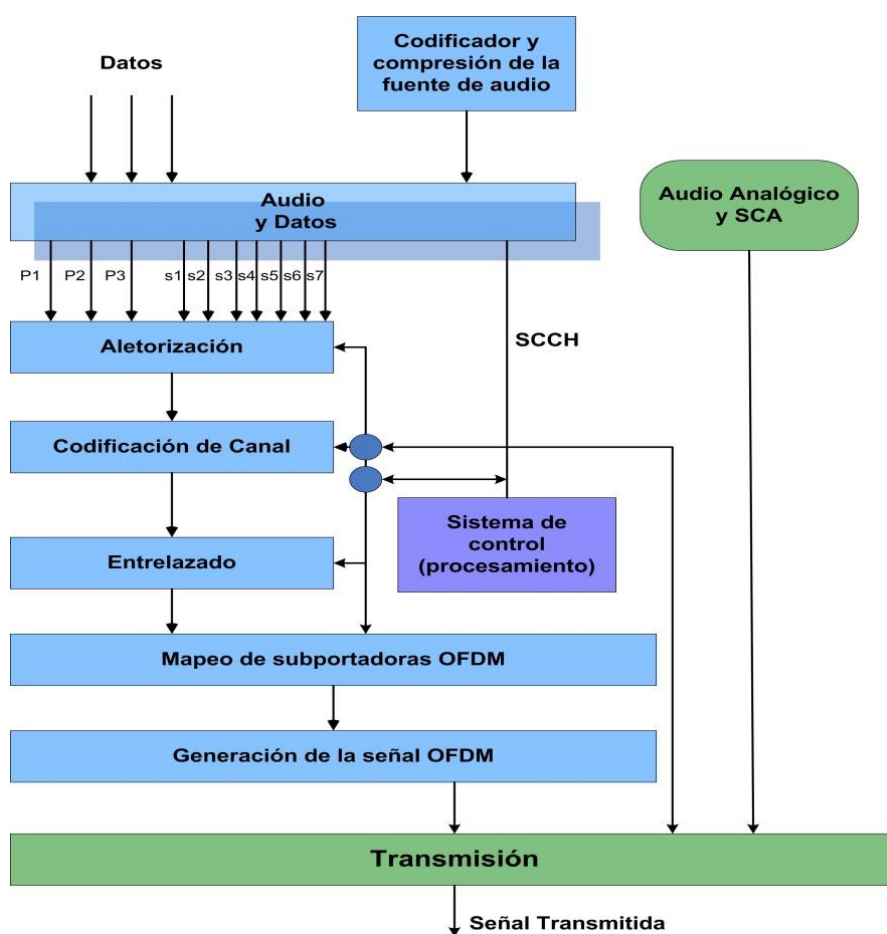 Datos
Codificador y
compresión de la
fuente de audio
Audio
y Datos
Audio Analógico
y SCA
P1 P2 P3 s1 s2 s3 s4 s5 s6 s7
SCCH
Aletorización
Codificación de Canal
Sistema de
control
(procesamiento)
Entrelazado
Mapeo de subportadoras OFDM
Generación de la señal OFDM
Transmisión
Señal Transmitida